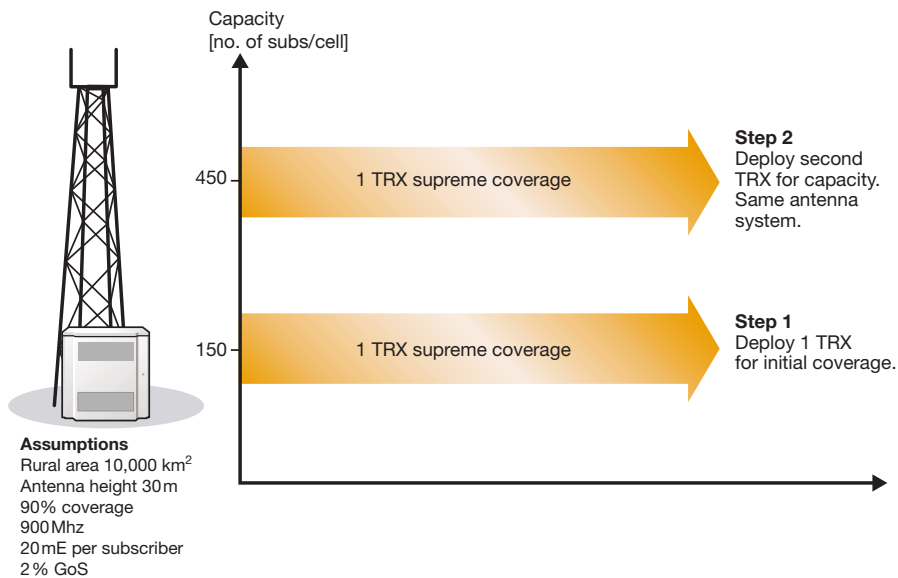 Capacity
[no. of subs/cell]
450
1 TRX supreme coverage
Step 2
Deploy second
TRX for capacity.
Same antenna
system.
150
1 TRX supreme coverage
Step 1
Deploy 1 TRX
for initial coverage.
Assumptions
Rural area 10,000 km²
Antenna height 30m
90% coverage
900Mhz
20mE per subscriber
2% GoS